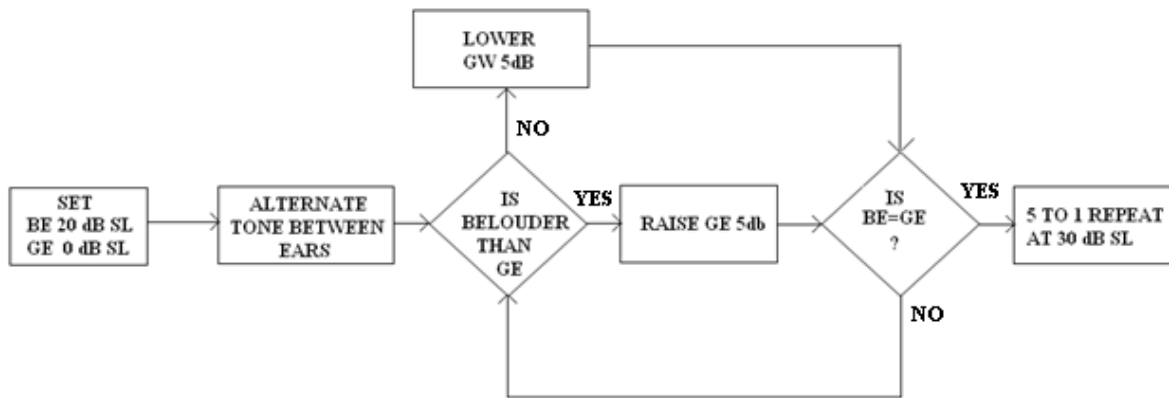 LOWER
GW 5dB
NO
SET
BE 20 dB SL
GE 0 dB SL
ALTERNATE
TONE BETWEEN
EARS
IS
BELOUDER
THAN
GE
YES
RAISE GE 5db
IS
BE=GE
?
YES
5 TO 1 REPEAT
AT 30 dB SL
NO